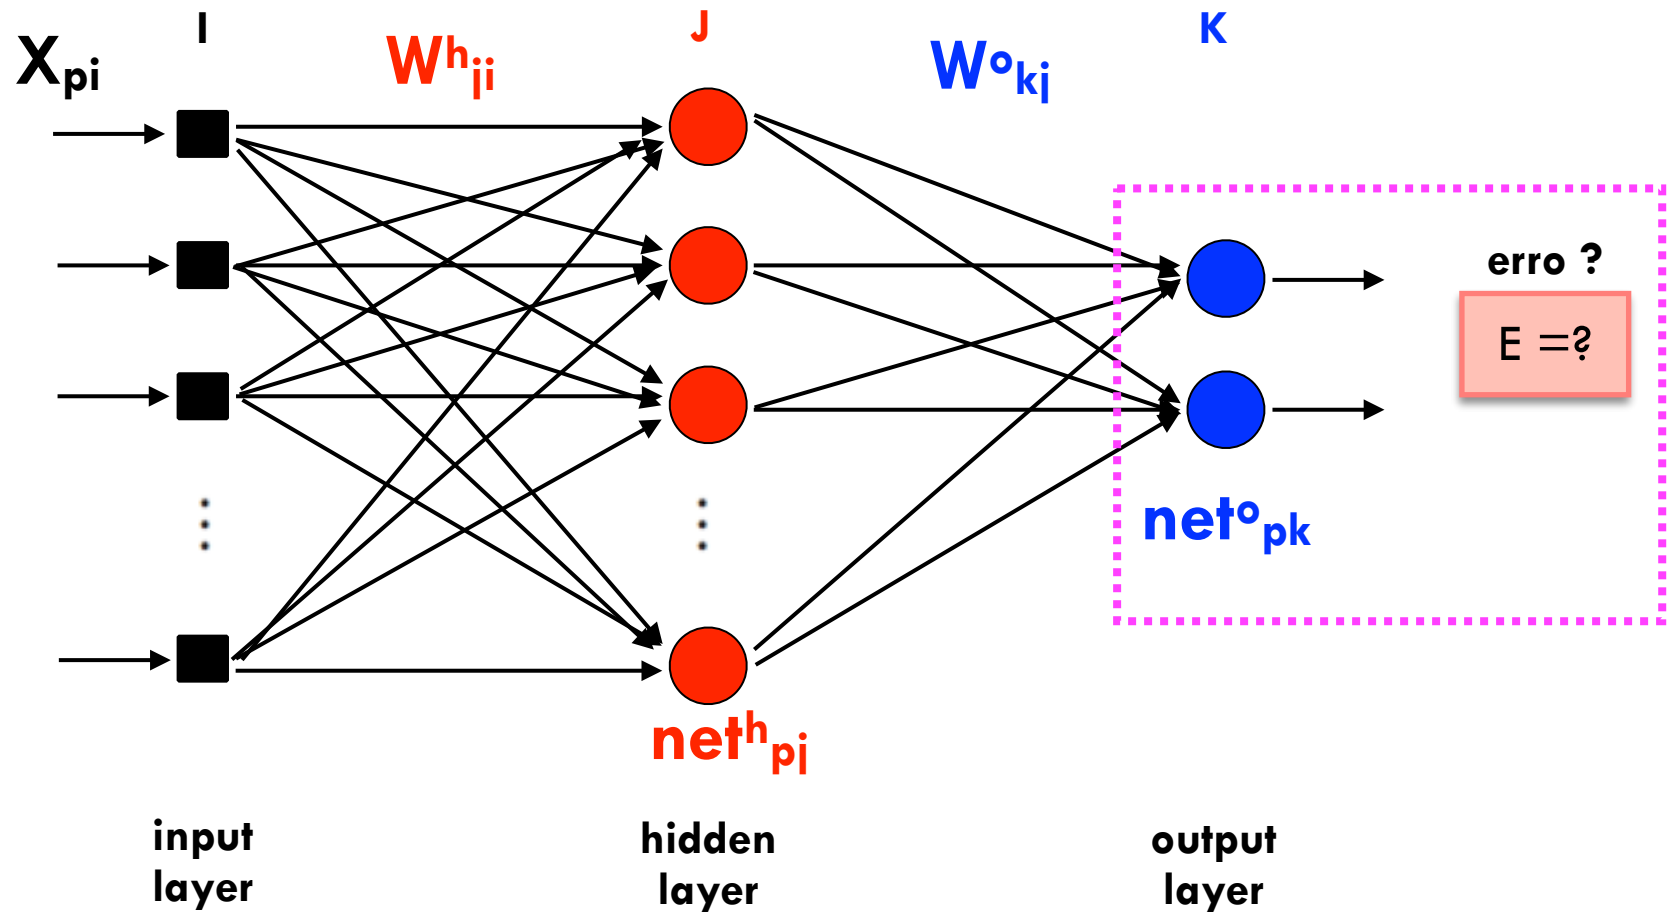 I
J
K
Xpi
Whji
Wokj
erro ?
E =?
netopk
nethpj
input
layer
hidden
layer
output
layer